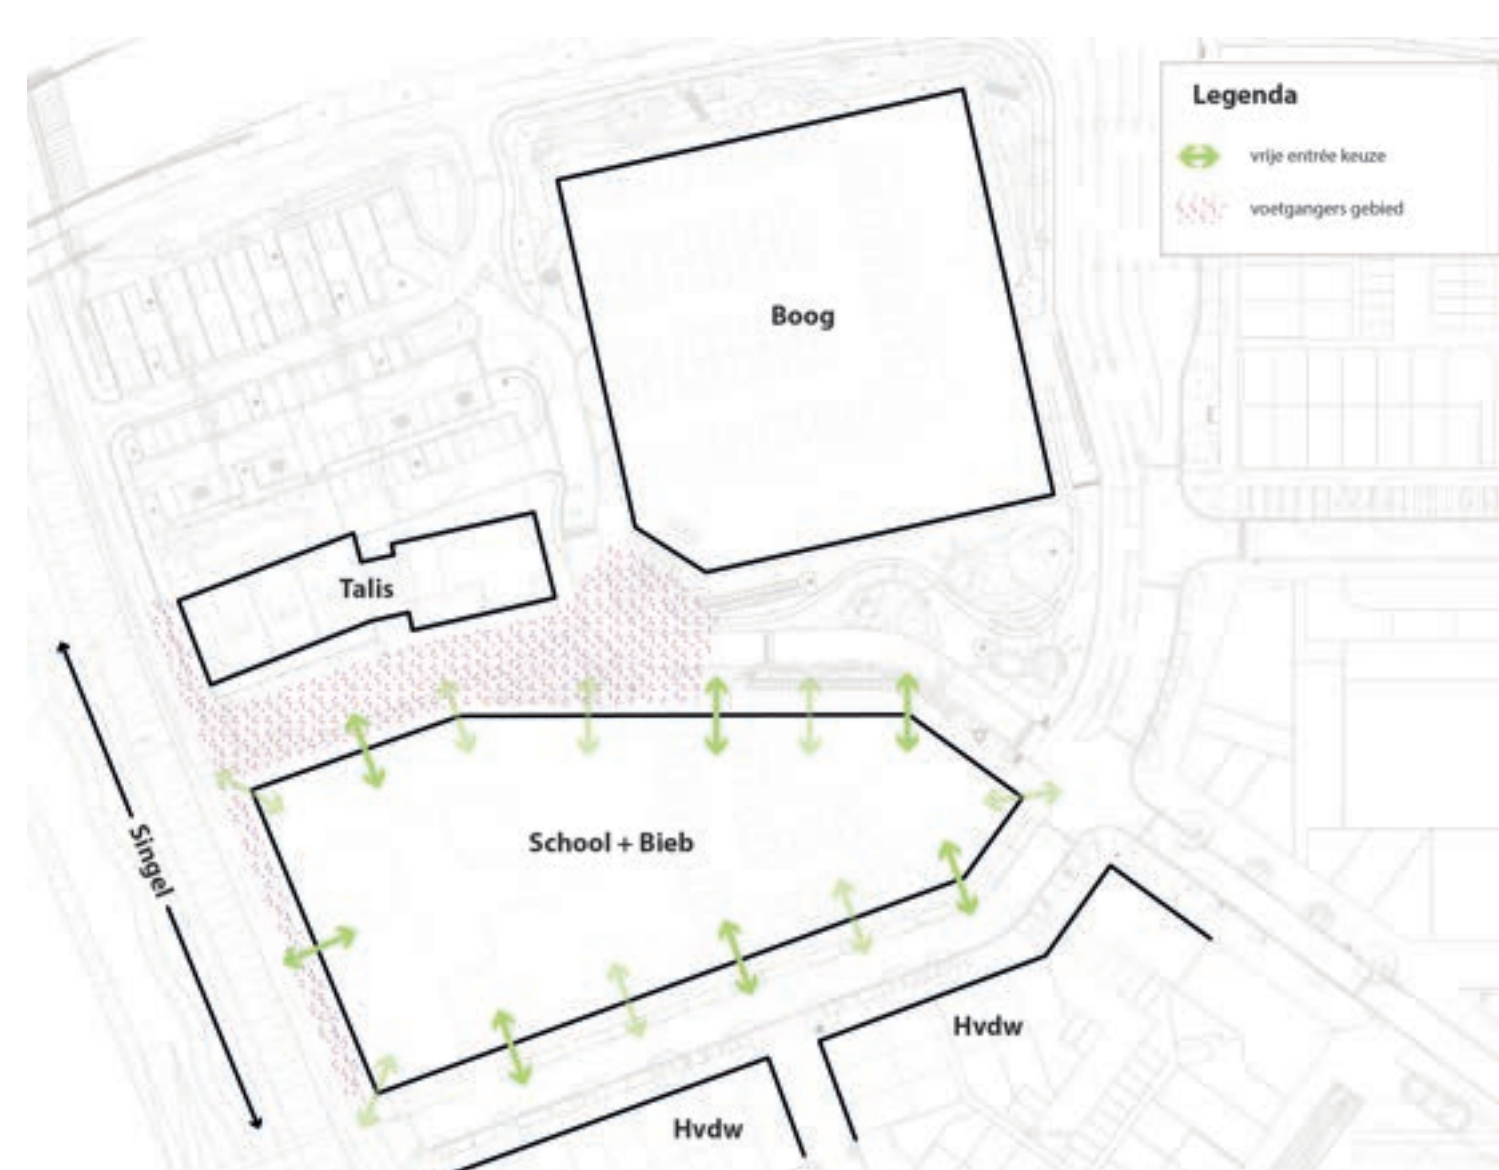 Legenda
vrije entrée keuze
voetgangers gebied
Boog
Talis
Singel
School + Bieb
Hvdw
Hvdw